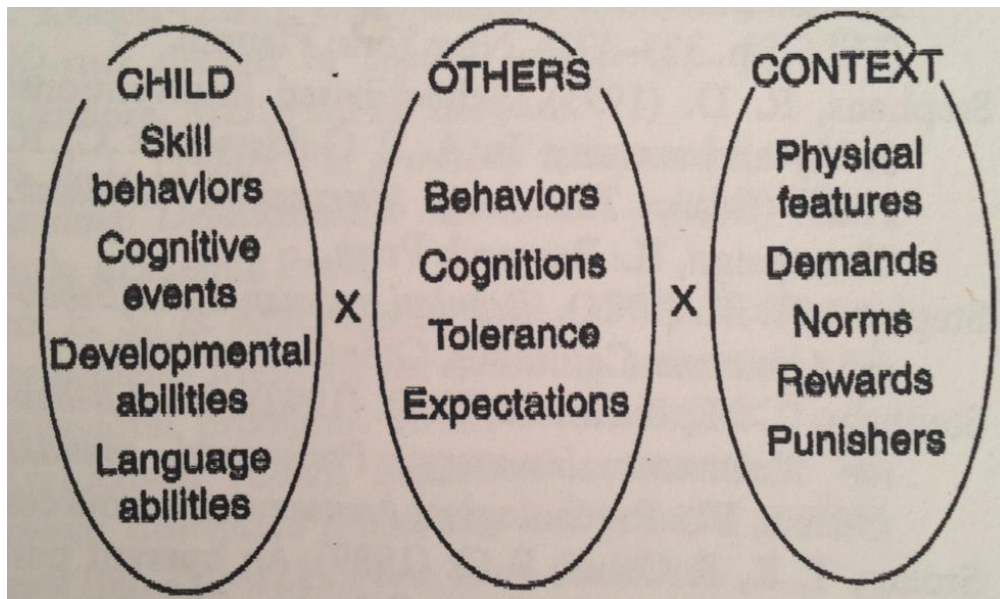 CHILD
Skill
behaviors
Cognitive
events
Developmental
abilities
Language
abilities
X
OTHERS
Behaviors
Cognitions
Tolerance
Expectations
X
CONTEXT
Physical
features
Demands
Norms
Rewards
Punishers